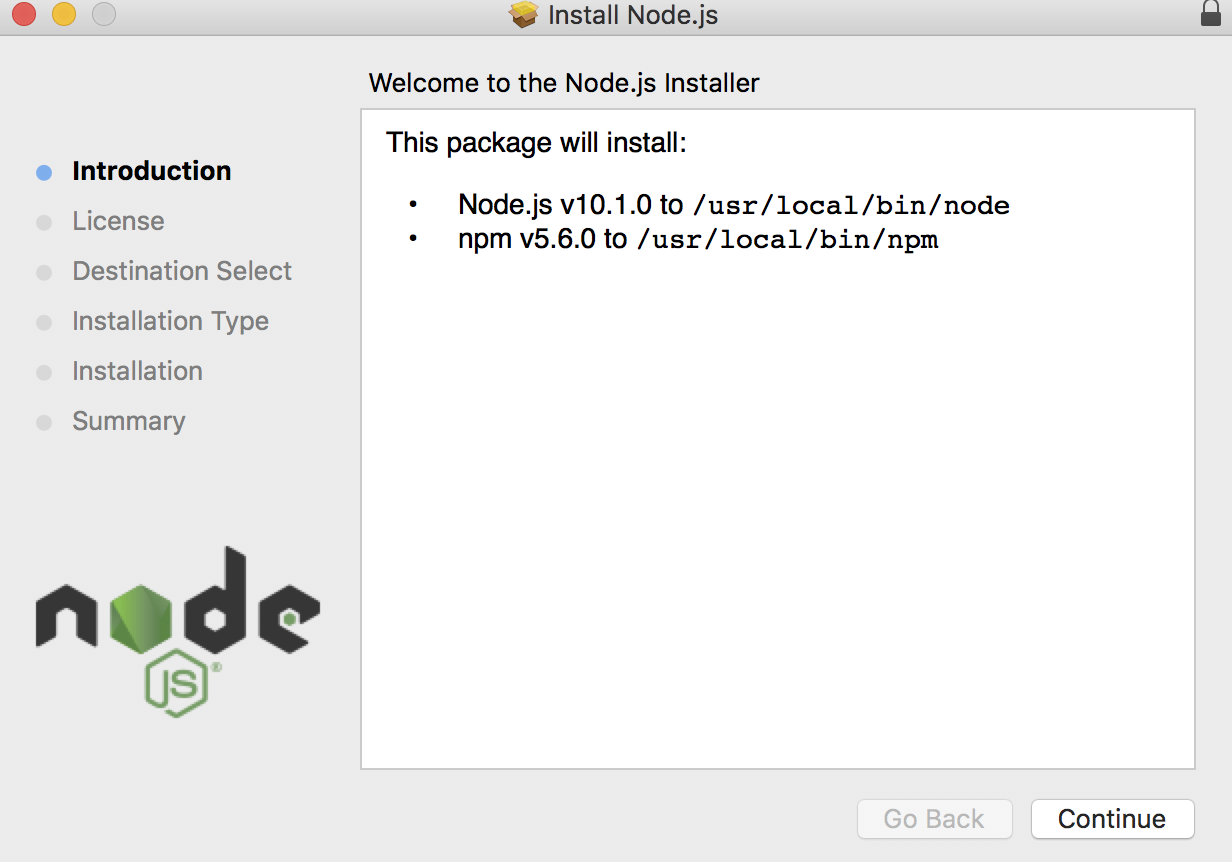 Install Node.js
Welcome to the Node.js Installer
This package will install:
• Node.js v10.1.0 to /usr/local/bin/node
• npm v5.6.0 to /usr/local/bin/npm
Introduction
License
Destination Select
Installation Type
Installation
Summary
node
JS®
Go Back
Continue